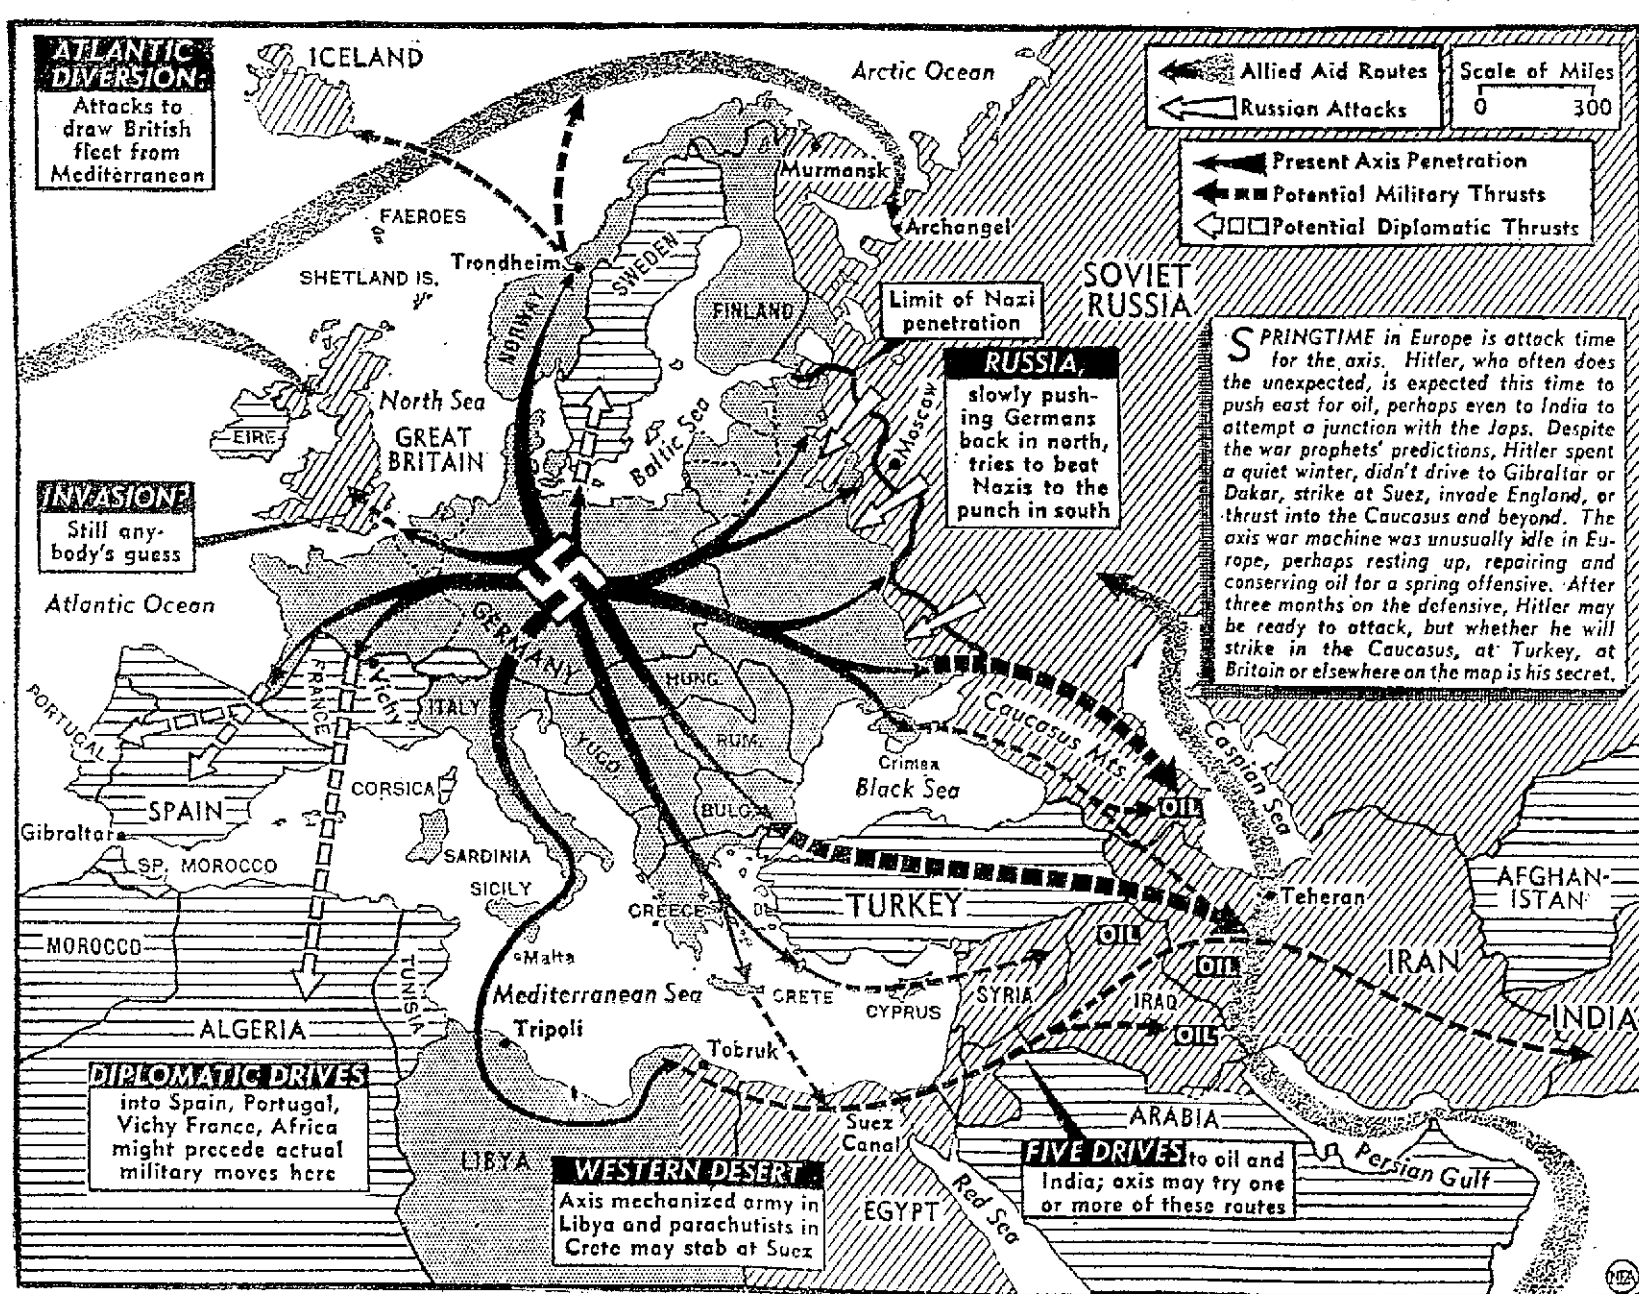 ATLANTIC
DIVERSION:
Attacks to
draw British
fleet from
Mediterranean
ICELAND
Arctic Ocean
Allied Aid Routes
Russian Attacks
Scale of Miles
0 300
Present Axis Penetration
Potential Military Thrusts
Potential Diplomatic Thrusts
Murmansk
Archangel
FAEROES
Trondheim
SHETLAND IS.
NORWAY
SWEDEN
FINLAND
SOVIET
RUSSIA
Limit of Nazi
penetration
RUSSIA,
slowly push-
ing Germans
back in north,
tries to beat
Nazis to the
punch in south
Moscow
SPRINGTIME in Europe is attack time
for the axis. Hitler, who often does
the unexpected, is expected this time to
push east for oil, perhaps even to India to
attempt a junction with the Japs. Despite
the war prophets' predictions, Hitler spent
a quiet winter, didn't drive to Gibraltar or
Dakar, strike at Suez, invade England, or
thrust into the Caucasus and beyond. The
axis war machine was unusually idle in Eu-
rope, perhaps resting up, repairing and
conserving oil for a spring offensive. After
three months on the defensive, Hitler may
be ready to attack, but whether he will
strike in the Caucasus, at Turkey, at
Britain or elsewhere on the map is his secret.
North Sea
EIRE
GREAT
BRITAIN
Baltic Sea
INVASION?
Still any-
body's guess
Atlantic Ocean
GERMANY
FRANCE
Vichy
PORTUGAL
SPAIN
Gibraltar
SP. MOROCCO
CORSICA
SARDINIA
SICILY
ITALY
HUNG.
YUGO
RUM.
BULG.
Crimea
Black Sea
Caucasus Mts.
Caspian Sea
OIL
GREECE
TURKEY
Teheran
AFGHAN-
ISTAN
MOROCCO
ALGERIA
TUNISIA
Malta
Mediterranean Sea
Tripoli
CRETE
CYPRUS
SYRIA
OIL
OIL
IRAQ
OIL
IRAN
INDIA
Tobruk
DIPLOMATIC DRIVES
into Spain, Portugal,
Vichy France, Africa
might precede actual
military moves here
LIBYA
WESTERN DESERT
Axis mechanized army in
Libya and parachutists in
Crete may stab at Suez
Suez
Canal
EGYPT
Red Sea
ARABIA
FIVE DRIVES to oil and
India; axis may try one
or more of these routes
Persian Gulf
NEA